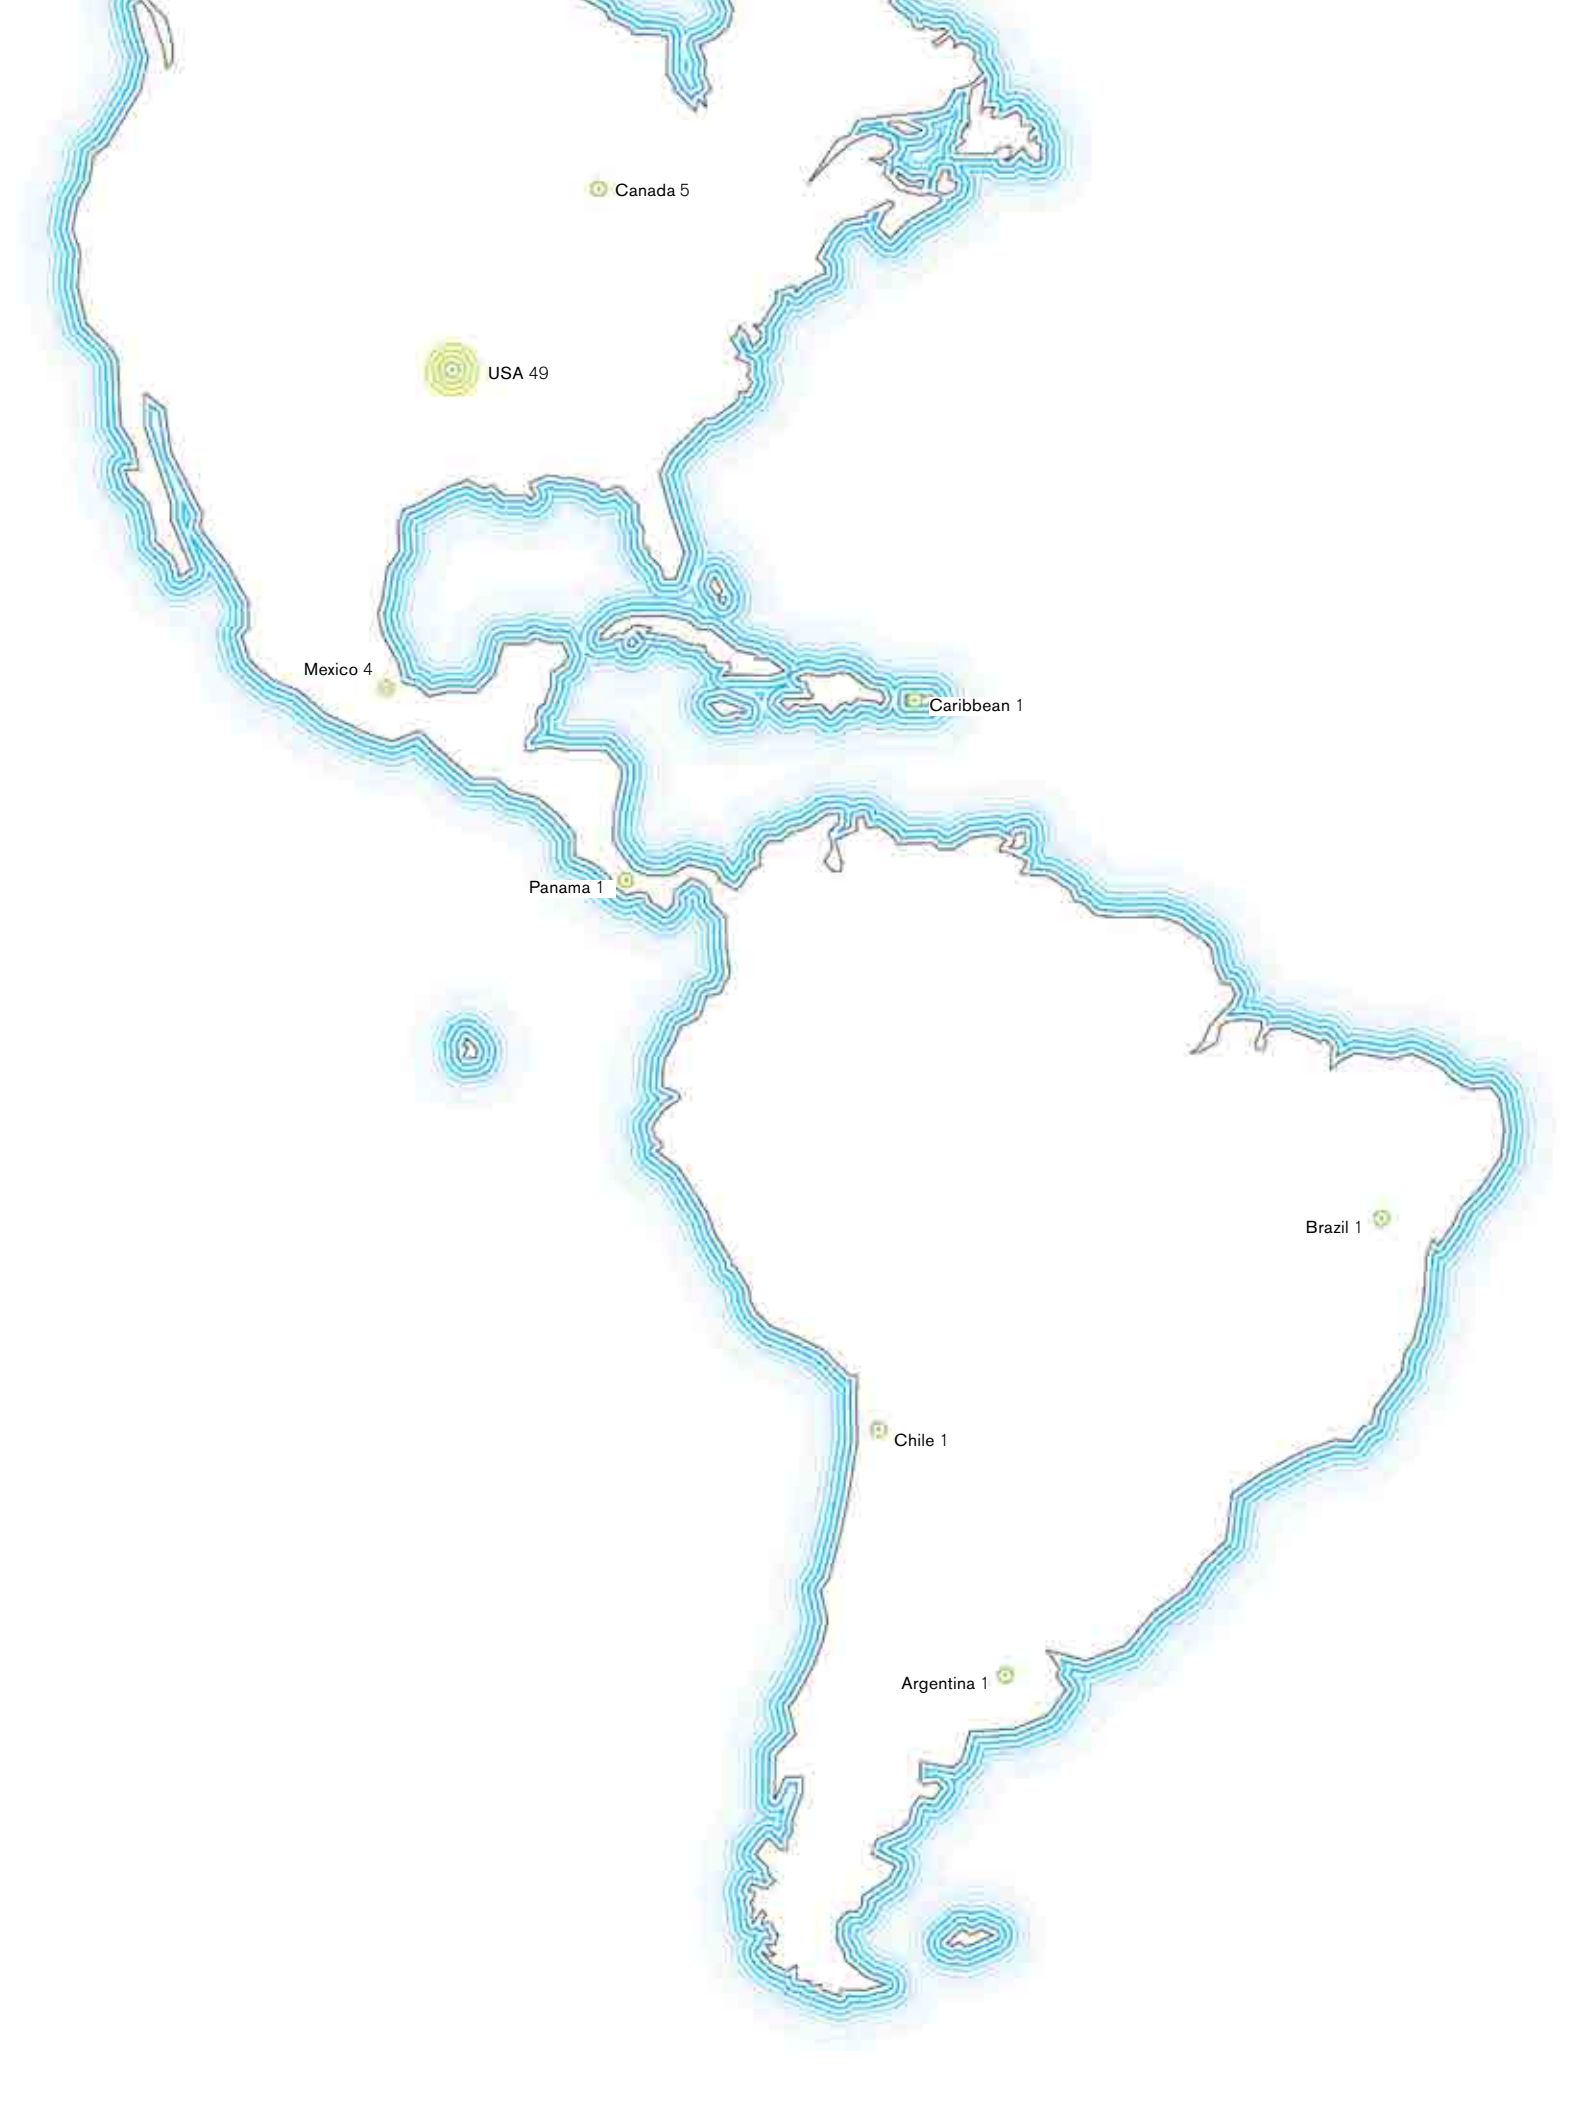 Canada 5
USA 49
Mexico 4
Caribbean 1
Panama 1
Brazil 1
Chile 1
Argentina 1